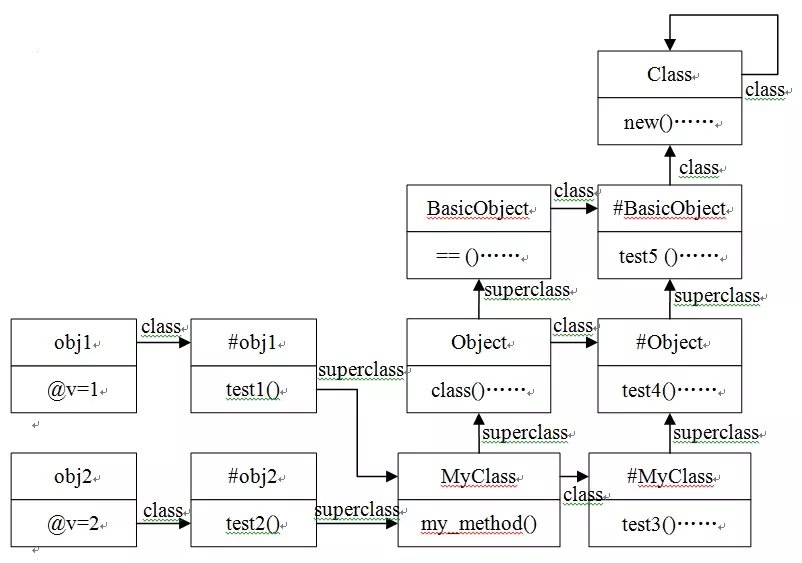 Class
class
new()……
class
BasicObject
class
#BasicObject
== ()……
test5 ()……
superclass
superclass
obj1
class
#obj1
Object
class
#Object
@v=1
test1()
superclass
class()……
test4()……
superclass
superclass
obj2
#obj2
MyClass
#MyClass
class
@v=2
class
test2()
superclass
my_method()
test3()……